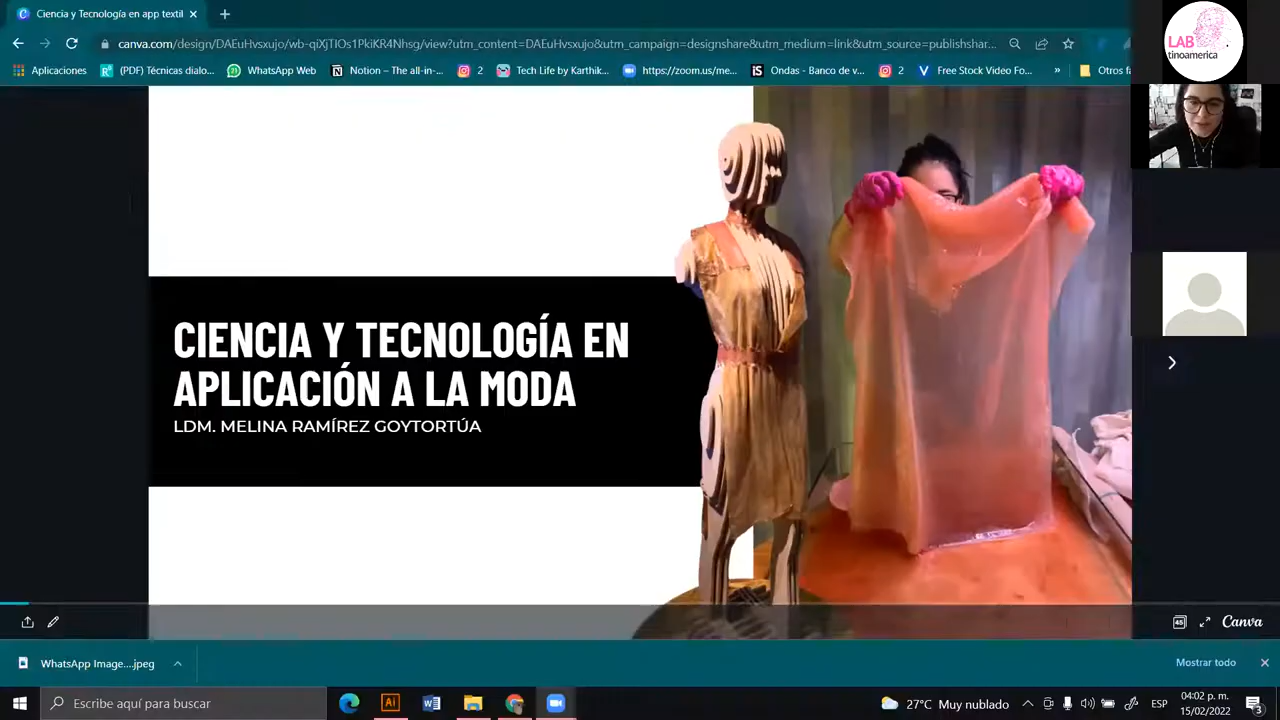 Ciencia y Tecnología en app textil
canva.com/design/DAEuHvsxujo/wb-qiXjTIOs1PkiKR4Nhsg/view?utm_content=DAEuHvsxujo&utm_campaign=designshare&utm_medium=link&utm_source=publishshar...
Aplicaciones
(PDF) Técnicas dialo...
WhatsApp Web
Notion – The all-in-...
2
Tech Life by Karthik...
https://zoom.us/me...
Ondas - Banco de v...
2
Free Stock Video Fo...
»
Otros fa
LAB
tinoamerica
CIENCIA Y TECNOLOGÍA EN
APLICACIÓN A LA MODA
LDM. MELINA RAMÍREZ GOYTORTÚA
45
Canva
WhatsApp Image....jpeg
Mostrar todo
Escribe aquí para buscar
Ai
27°C Muy nublado
ESP
04:02 p. m.
15/02/2022
3